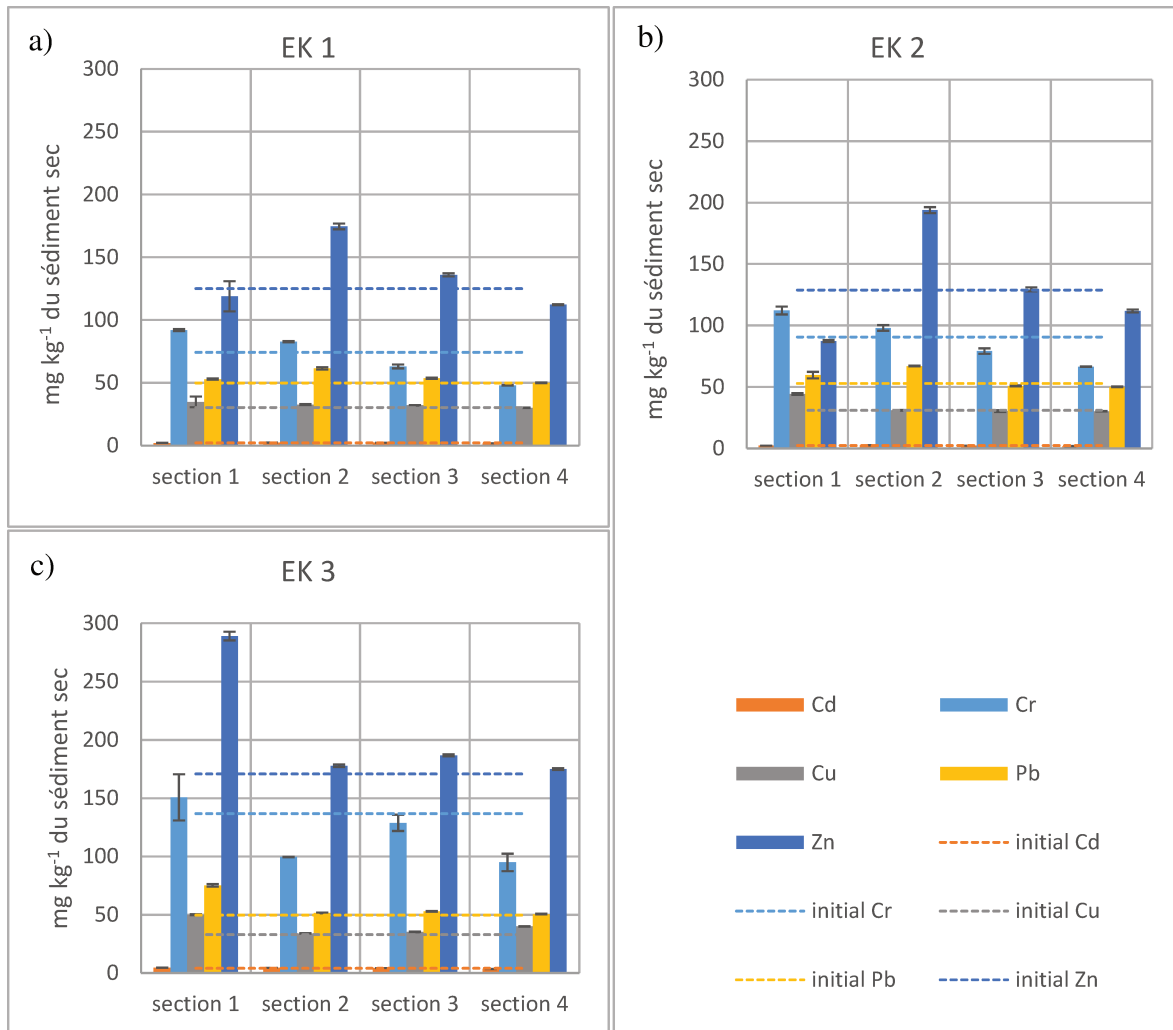 a)
EK 1
300
250
200
150
100
50
0
mg kg⁻¹ du sédiment sec
section 1 section 2 section 3 section 4
b)
EK 2
300
250
200
150
100
50
0
mg kg⁻¹ du sédiment sec
section 1 section 2 section 3 section 4
c)
EK 3
300
250
200
150
100
50
0
mg kg⁻¹ du sédiment sec
section 1 section 2 section 3 section 4
Cd Cr
Cu Pb
Zn initial Cd
initial Cr initial Cu
initial Pb initial Zn